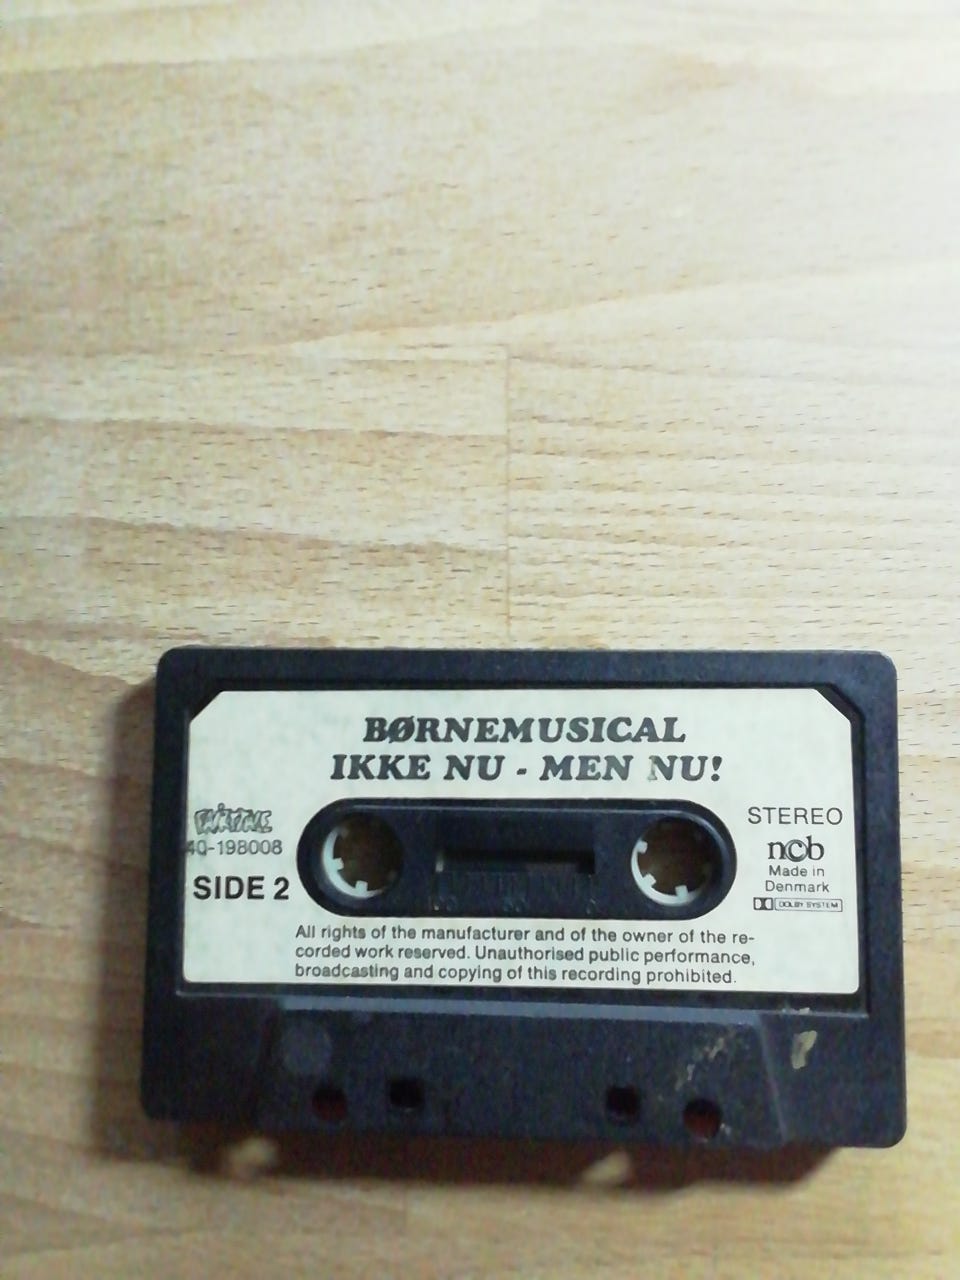 BØRNEMUSICAL
IKKE NU - MEN NU!
STEREO
40-198008
ncb
Made in
Denmark
SIDE 2
DOLBY SYSTEM
All rights of the manufacturer and of the owner of the re-
corded work reserved. Unauthorised public performance,
broadcasting and copying of this recording prohibited.